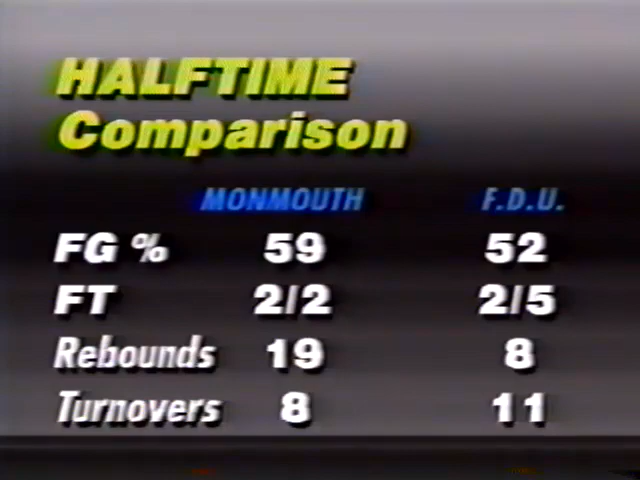 HALFTIME
Comparison
MONMOUTH F.D.U.
FG % 59 52
FT 2/2 2/5
Rebounds 19 8
Turnovers 8 11